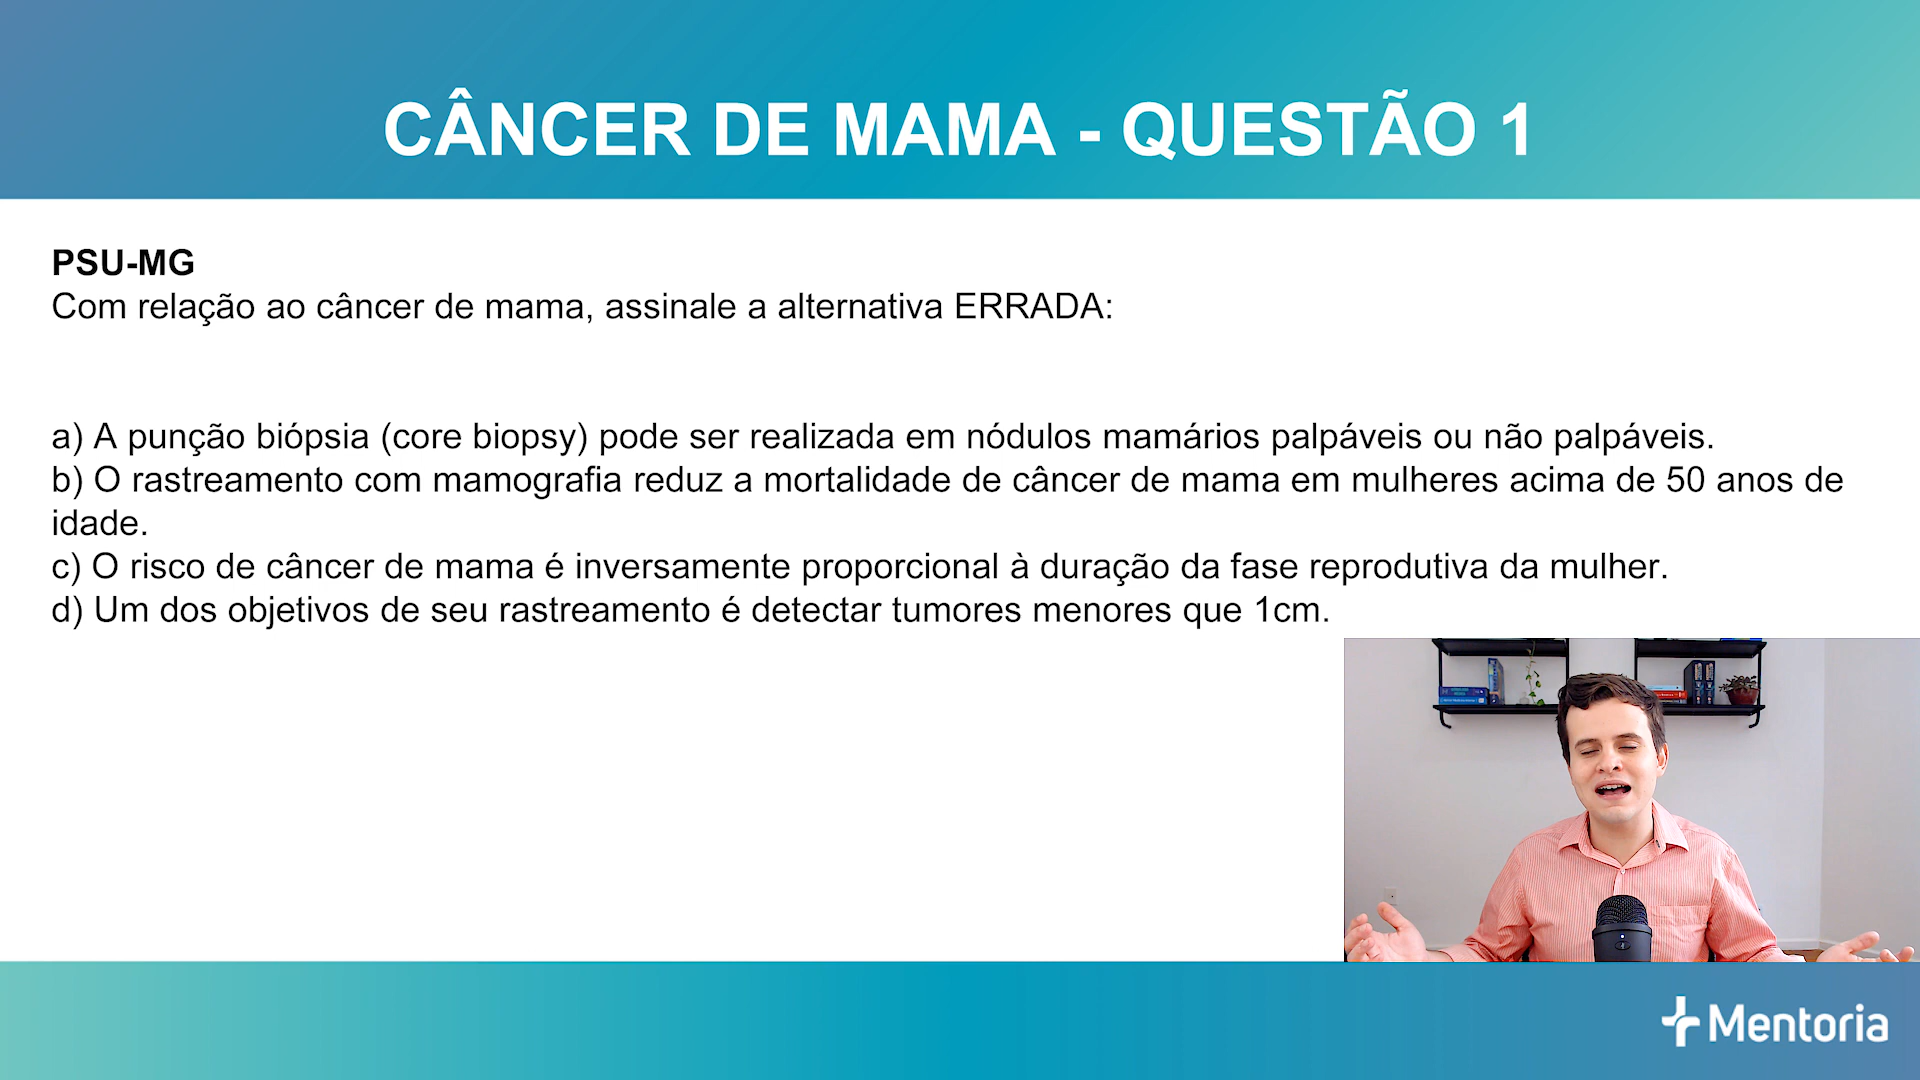 CÂNCER DE MAMA - QUESTÃO 1
PSU-MG
Com relação ao câncer de mama, assinale a alternativa ERRADA:
a) A punção biópsia (core biopsy) pode ser realizada em nódulos mamários palpáveis ou não palpáveis.
b) O rastreamento com mamografia reduz a mortalidade de câncer de mama em mulheres acima de 50 anos de
idade.
c) O risco de câncer de mama é inversamente proporcional à duração da fase reprodutiva da mulher.
d) Um dos objetivos de seu rastreamento é detectar tumores menores que 1cm.
Mentoria